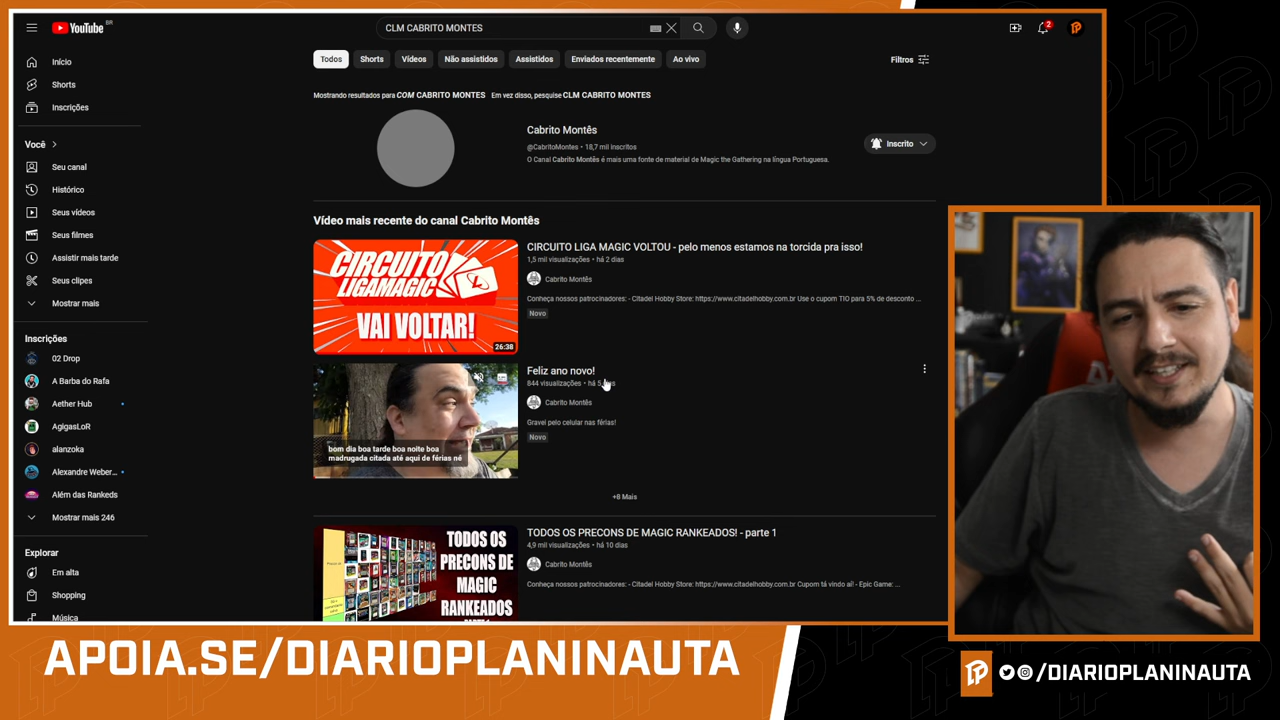 YouTube BR
CLM CABRITO MONTES
2
Todos
Shorts
Vídeos
Não assistidos
Assistidos
Enviados recentemente
Ao vivo
Filtros
Início
Shorts
Inscrições
Você
Seu canal
Histórico
Seus vídeos
Seus filmes
Assistir mais tarde
Seus clipes
Mostrar mais
Inscrições
02 Drop
A Barba do Rafa
Aether Hub
AgigasLoR
alanzoka
Alexandre Weber...
Além das Rankeds
Mostrar mais 246
Explorar
Em alta
Shopping
Música
Mostrando resultados para COM CABRITO MONTES Em vez disso, pesquise CLM CABRITO MONTES
Cabrito Montês
@CabritoMontes • 18,7 mil inscritos
O Canal Cabrito Montês é mais uma fonte de material de Magic the Gathering na língua Portuguesa.
Inscrito
Vídeo mais recente do canal Cabrito Montês
CIRCUITO
LIGAMAGIC
VAI VOLTAR!
26:38
CIRCUITO LIGA MAGIC VOLTOU - pelo menos estamos na torcida pra isso!
1,5 mil visualizações • há 2 dias
Cabrito Montês
Conheça nossos patrocinadores: - Citadel Hobby Store: https://www.citadelhobby.com.br Use o cupom TIO para 5% de desconto ...
Novo
bom dia boa tarde boa noite boa
madrugada citada até aqui de férias né
Feliz ano novo!
844 visualizações • há 5
Cabrito Montês
Gravei pelo celular nas férias!
Novo
+8 Mais
TODOS OS
PRECONS DE
MAGIC
RANKEADOS
TODOS OS PRECONS DE MAGIC RANKEADOS! - parte 1
4,9 mil visualizações • há 10 dias
Cabrito Montês
Conheça nossos patrocinadores: - Citadel Hobby Store: https://www.citadelhobby.com.br Cupom tá vindo aí! - Epic Game: ...
APOIA.SE/DIARIOPLANINAUTA
/DIARIOPLANINAUTA